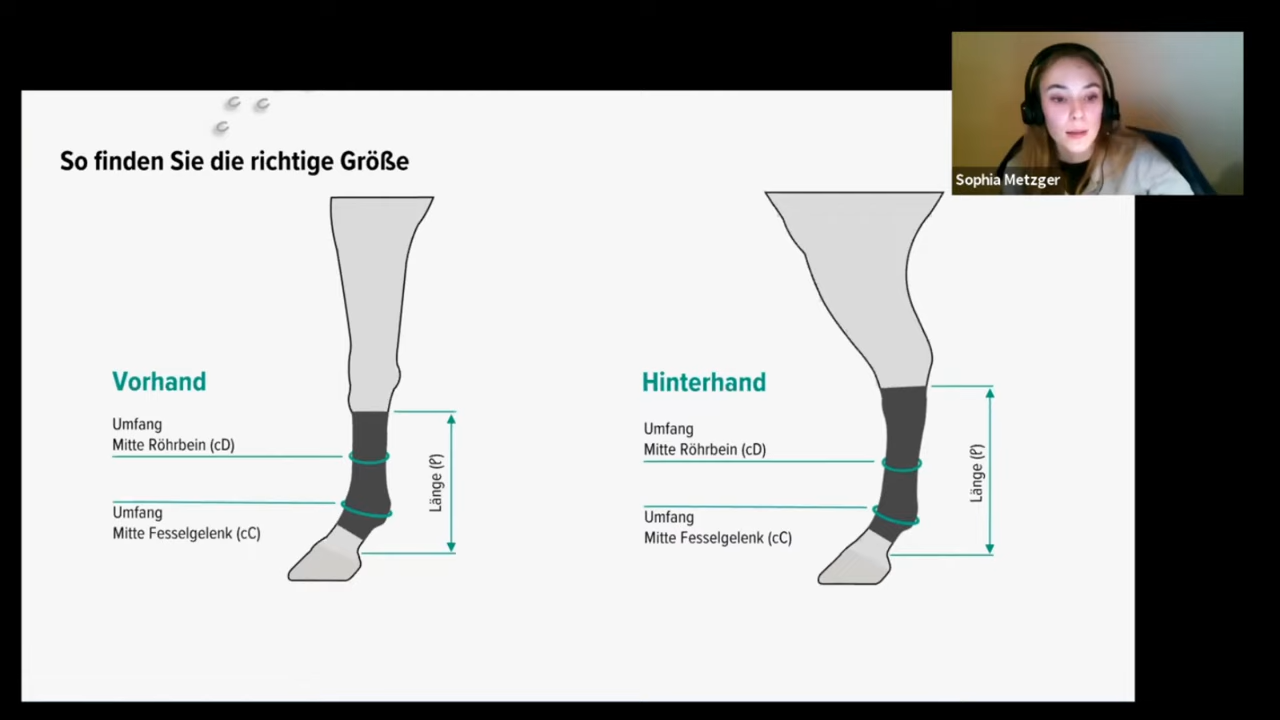 So finden Sie die richtige Größe
Sophia Metzger
Vorhand
Umfang
Mitte Röhrbein (cD)
Umfang
Mitte Fesselgelenk (cC)
Länge (ℓ)
Hinterhand
Umfang
Mitte Röhrbein (cD)
Umfang
Mitte Fesselgelenk (cC)
Länge (ℓ)